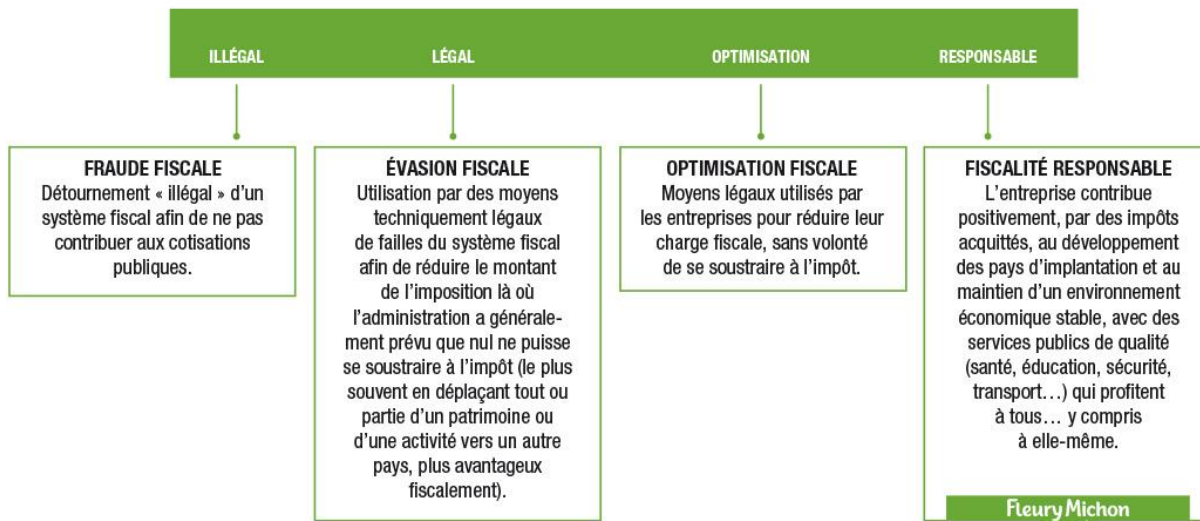 ILLÉGAL
LÉGAL
OPTIMISATION
RESPONSABLE
FRAUDE FISCALE
Détournement « illégal » d’un
système fiscal afin de ne pas
contribuer aux cotisations
publiques.
ÉVASION FISCALE
Utilisation par des moyens
techniquement légaux
de failles du système fiscal
afin de réduire le montant
de l’imposition là où
l’administration a générale-
ment prévu que nul ne puisse
se soustraire à l’impôt (le plus
souvent en déplaçant tout ou
partie d’un patrimoine ou
d’une activité vers un autre
pays, plus avantageux
fiscalement).
OPTIMISATION FISCALE
Moyens légaux utilisés par
les entreprises pour réduire leur
charge fiscale, sans volonté
de se soustraire à l’impôt.
FISCALITÉ RESPONSABLE
L’entreprise contribue
positivement, par des impôts
acquittés, au développement
des pays d’implantation et au
maintien d’un environnement
économique stable, avec des
services publics de qualité
(santé, éducation, sécurité,
transport…) qui profitent
à tous… y compris
à elle-même.
Fleury Michon